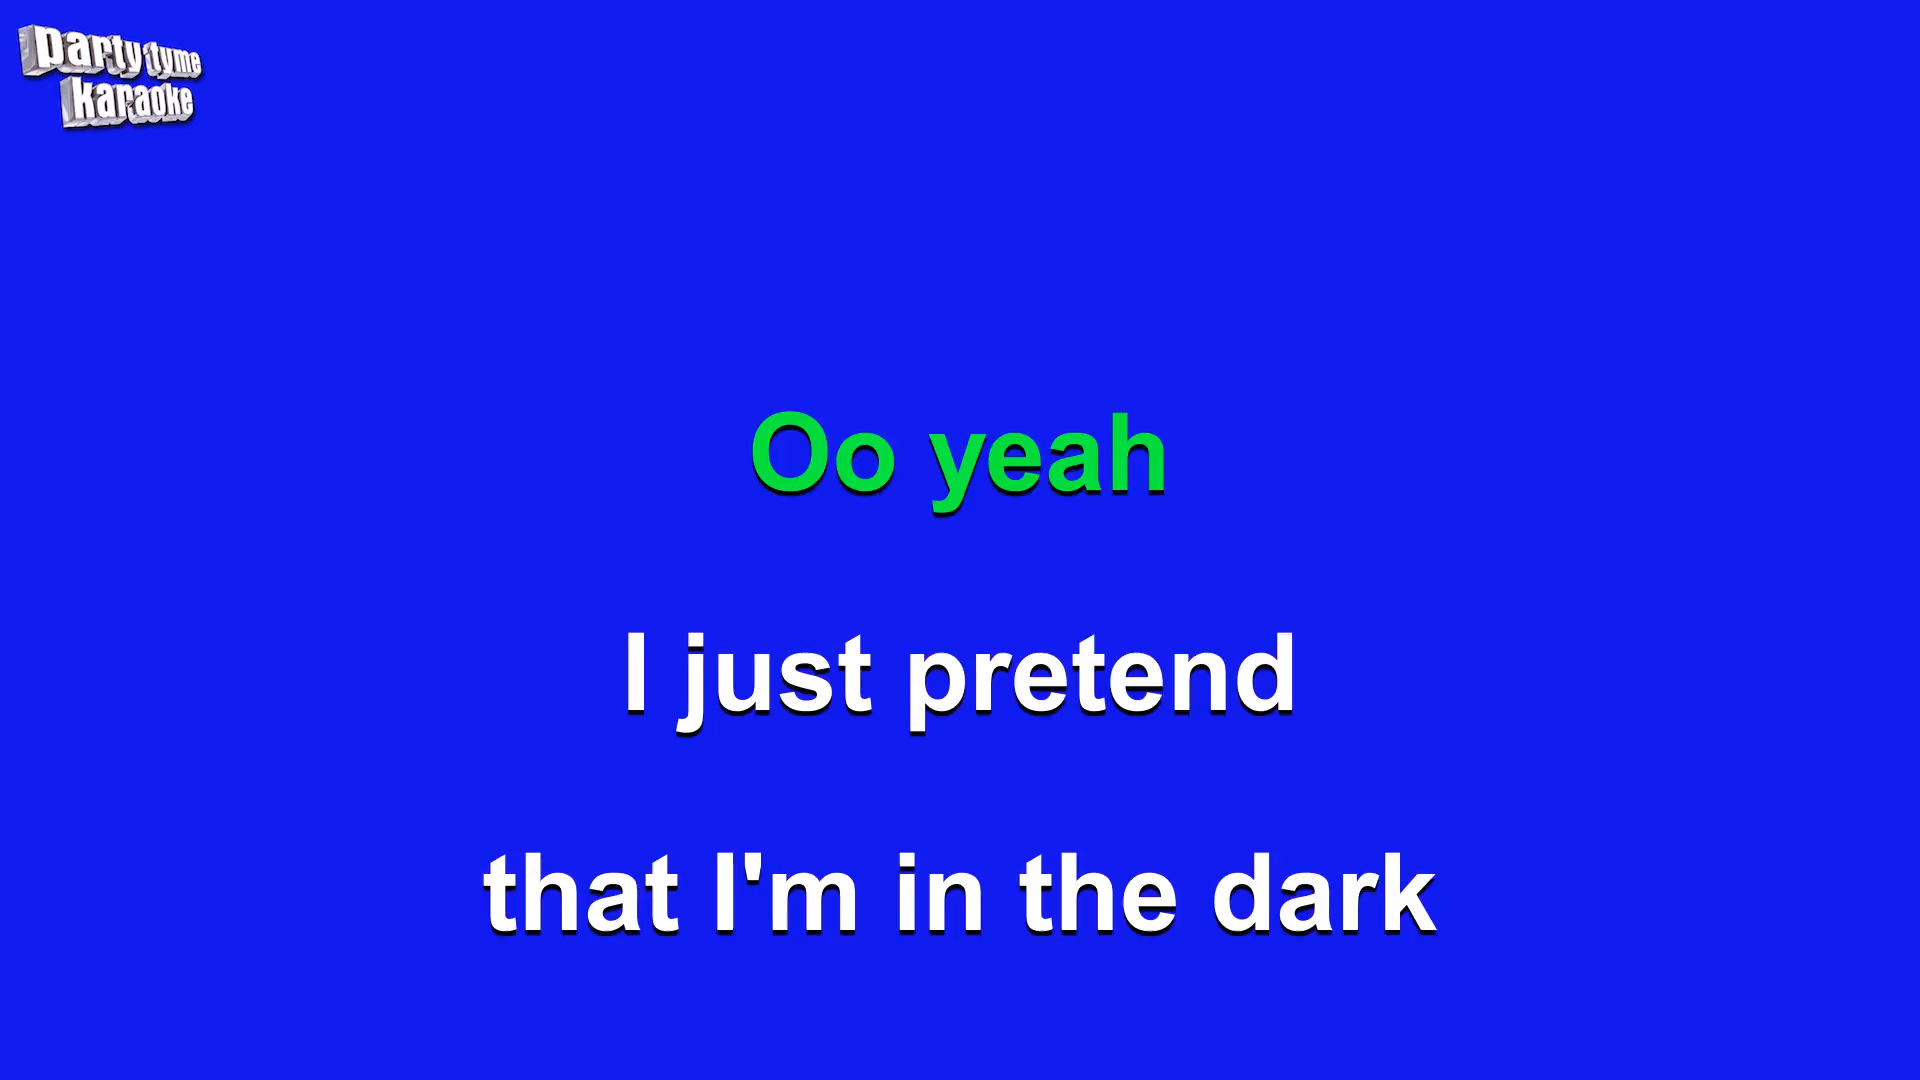 party tyme
karaoke
Oo yeah
I just pretend
that I'm in the dark